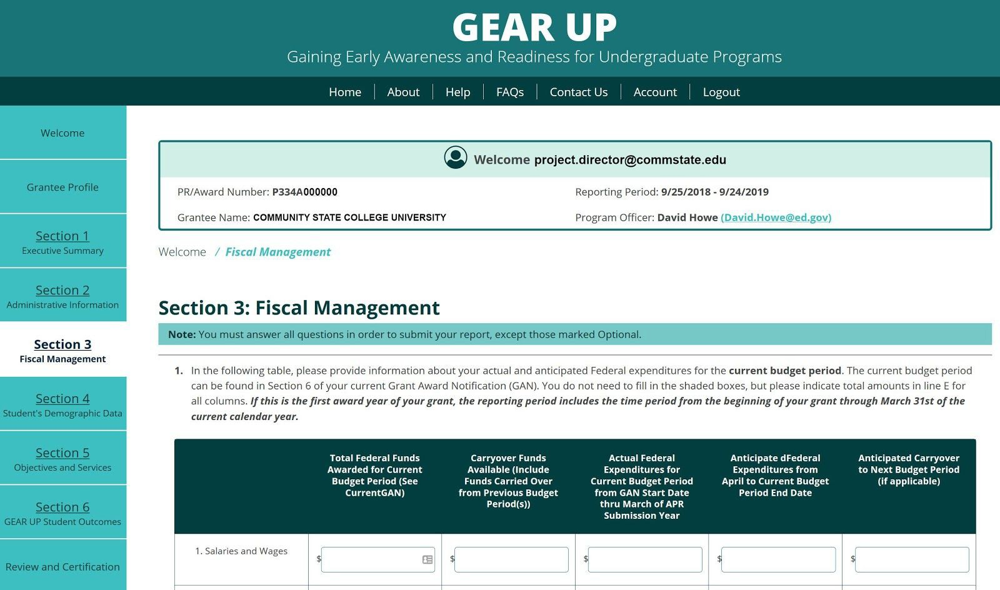 GEAR UP
Gaining Early Awareness and Readiness for Undergraduate Programs
Home About Help FAQs Contact Us Account Logout
Welcome
Grantee Profile
Section 1
Executive Summary
Section 2
Administrative Information
Section 3
Fiscal Management
Section 4
Student's Demographic Data
Section 5
Objectives and Services
Section 6
GEAR UP Student Outcomes
Review and Certification
Welcome project.director@commstate.edu
PR/Award Number: P334A000000
Reporting Period: 9/25/2018 - 9/24/2019
Grantee Name: COMMUNITY STATE COLLEGE UNIVERSITY
Program Officer: David Howe (David.Howe@ed.gov)
Welcome / Fiscal Management
Section 3: Fiscal Management
Note: You must answer all questions in order to submit your report, except those marked Optional.
1. In the following table, please provide information about your actual and anticipated Federal expenditures for the current budget period. The current budget period
can be found in Section 6 of your current Grant Award Notification (GAN). You do not need to fill in the shaded boxes, but please indicate total amounts in line E for
all columns. If this is the first award year of your grant, the reporting period includes the time period from the beginning of your grant through March 31st of the
current calendar year.
Total Federal Funds
Awarded for Current
Budget Period (See
CurrentGAN)
Carryover Funds
Available (Include
Funds Carried Over
from Previous Budget
Period(s))
Actual Federal
Expenditures for
Current Budget Period
from GAN Start Date
thru March of APR
Submission Year
Anticipate dFederal
Expenditures from
April to Current Budget
Period End Date
Anticipated Carryover
to Next Budget Period
(if applicable)
1. Salaries and Wages
$ $ $ $ $